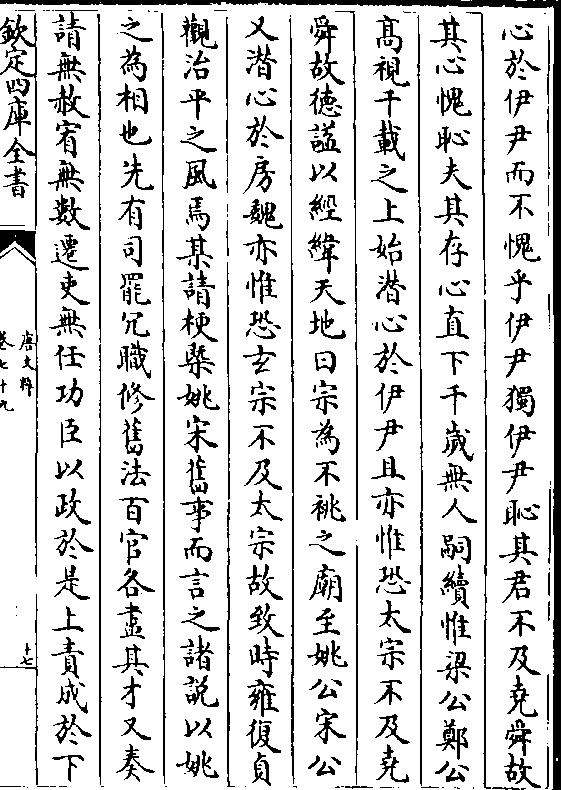 心於伊尹而不愧乎伊尹獨伊尹恥其君不及堯舜故
其心愧恥夫其存心直下千歲無人嗣續惟梁公鄭公
髙視千載之上始潛心於伊尹且亦惟恐太宗不及堯
舜故德謚以經緯天地曰宗為不祧之廟至姚公宋公
又潛心於房魏亦惟恐玄宗不及太宗故致時雍復貞
觀治平之風焉某請梗槩姚宋舊事而言之諸說以姚
之為相也先有司罷冗職修舊法百官各盡其才又奏
請無赦宥無數遷吏無任功臣以政於是上責成於下
欽定四庫全書
唐文粹
卷七十九
十七